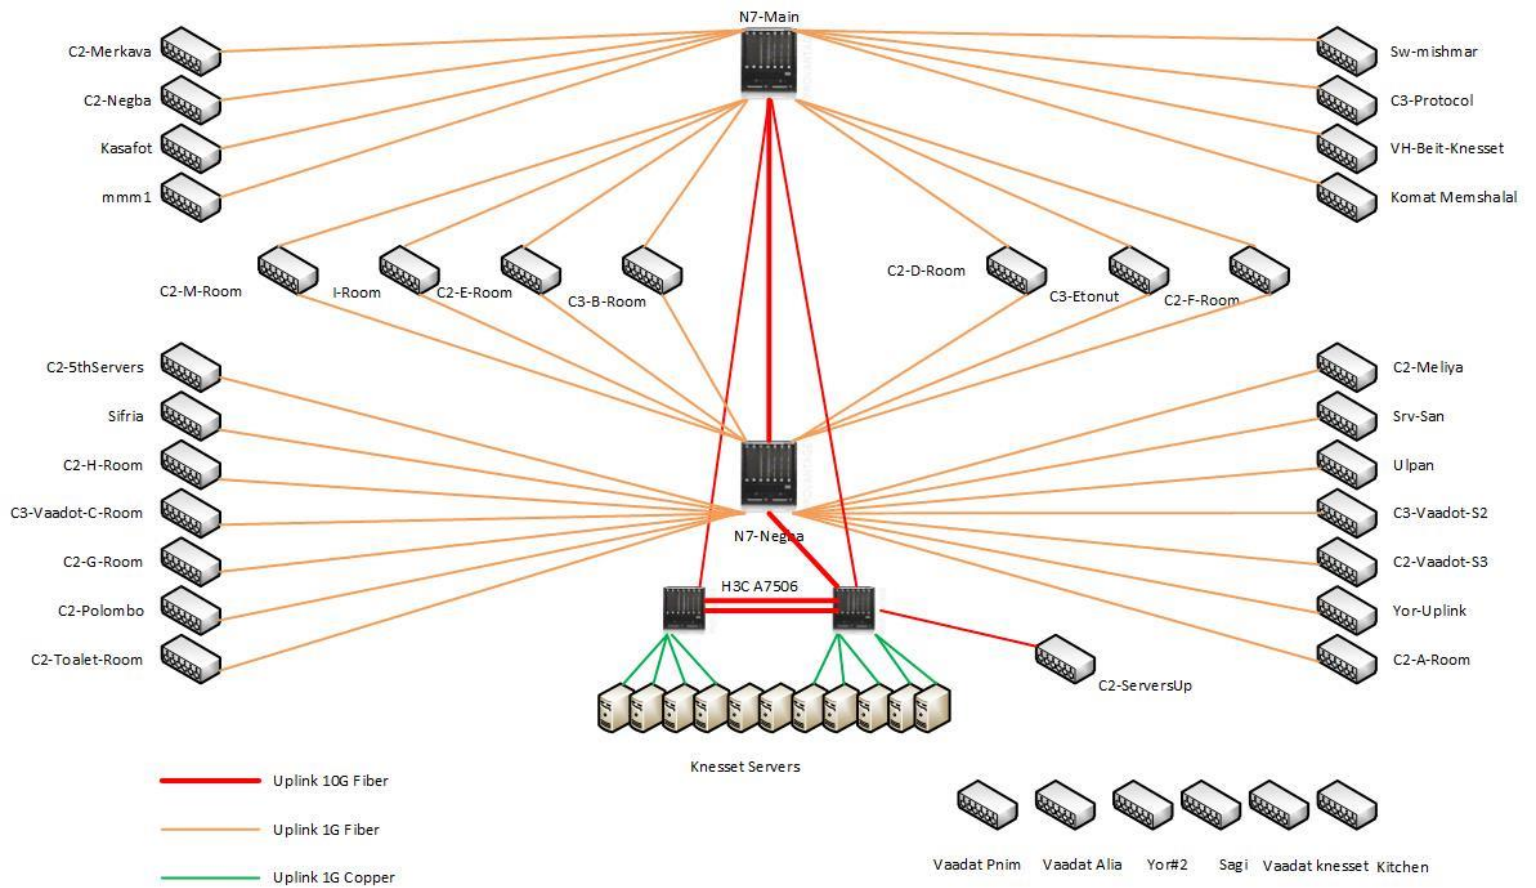 N7-Main
C2-Merkava
Sw-mishmar
C2-Negba
C3-Protocol
Kasafot
VH-Beit-Knesset
mmm1
Komat Memshalal
C2-M-Room
I-Room
C2-E-Room
C3-B-Room
C2-D-Room
C3-Etonut
C2-F-Room
C2-5thServers
C2-Meliya
Sifria
Srv-San
C2-H-Room
Ulpan
C3-Vaadot-C-Room
C3-Vaadot-S2
N7-Negba
C2-G-Room
C2-Vaadot-S3
H3C A7506
C2-Polombo
Yor-Uplink
C2-Toalet-Room
C2-A-Room
C2-ServersUp
Knesset Servers
Uplink 10G Fiber
Uplink 1G Fiber
Uplink 1G Copper
Vaadat Pnim
Vaadat Alia
Yor#2
Sagi
Vaadat knesset
Kitchen